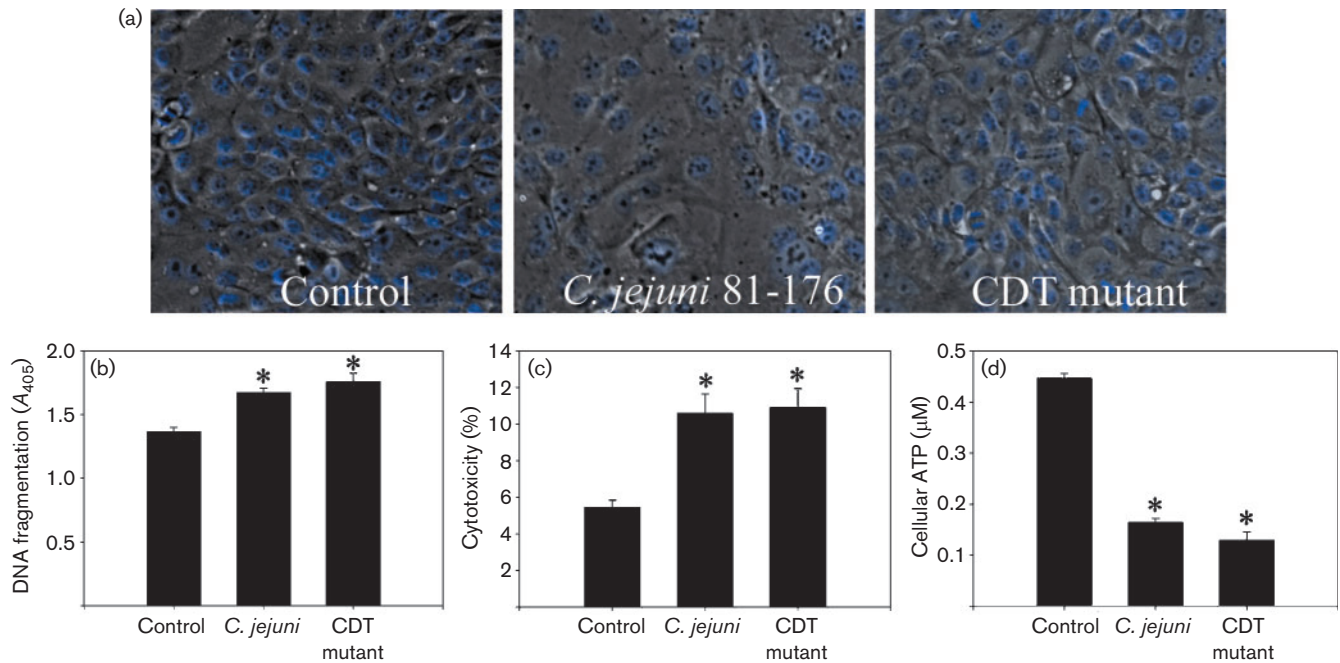 (a)
Control
C. jejuni 81-176
CDT mutant
(b)
DNA fragmentation (A405)
2.0
1.5
1.0
0.5
*
*
Control
C. jejuni
CDT
mutant
(c)
Cytotoxicity (%)
14
12
10
8
6
4
2
*
*
Control
C. jejuni
CDT
mutant
(d)
Cellular ATP (μM)
0.5
0.4
0.3
0.2
0.1
*
*
Control
C. jejuni
CDT
mutant